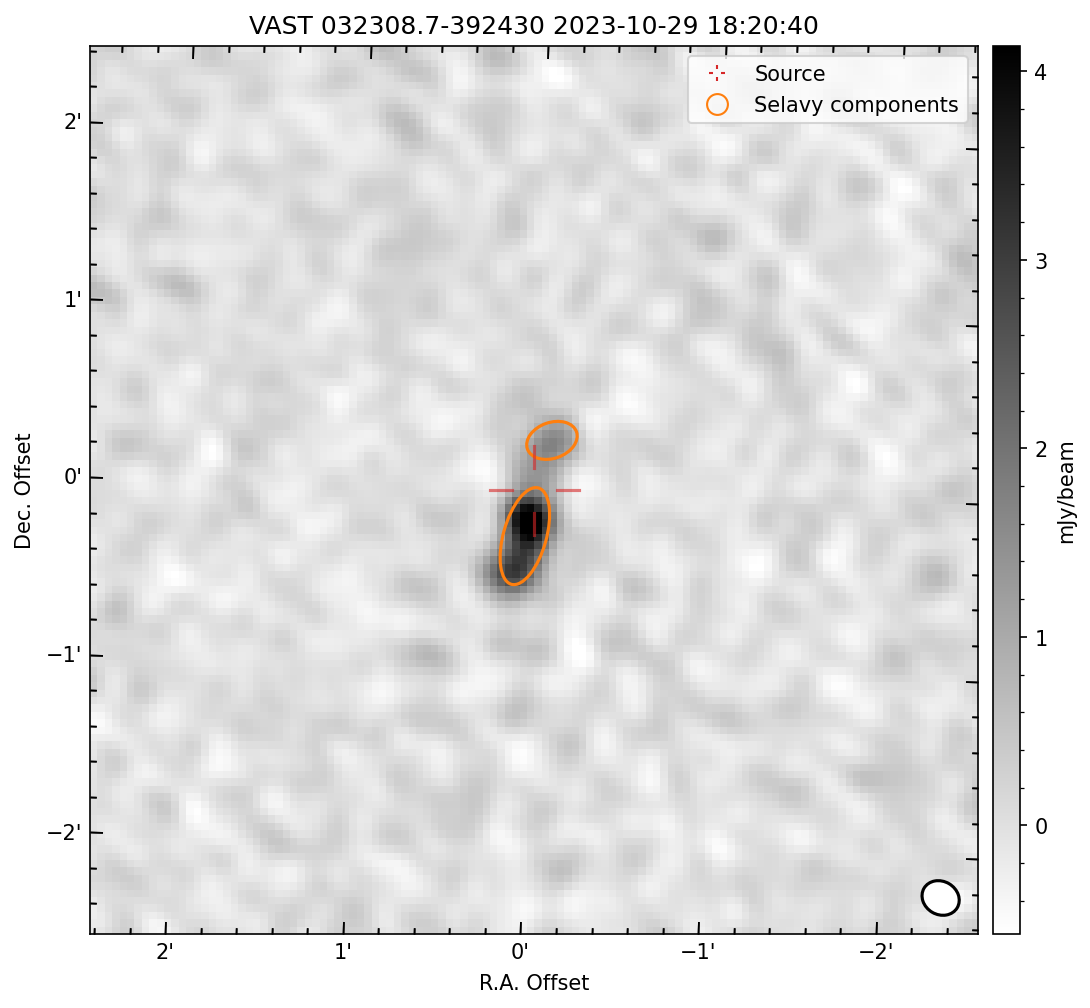 VAST 032308.7-392430 2023-10-29 18:20:40
Source
Selavy components
2'
1'
0'
−1'
−2'
Dec. Offset
2'
1'
0'
−1'
−2'
R.A. Offset
4
3
2
1
0
mJy/beam